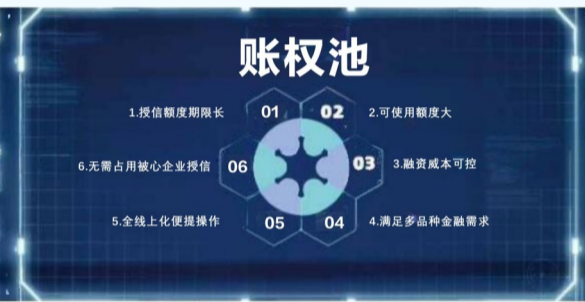 账权池
01
1.授信额度期限长
02
2.可使用额度大
03
3.融资威本可控
04
4.满足多品种金融需求
05
5.全线上化便提操作
06
6.无需占用被心企业授信